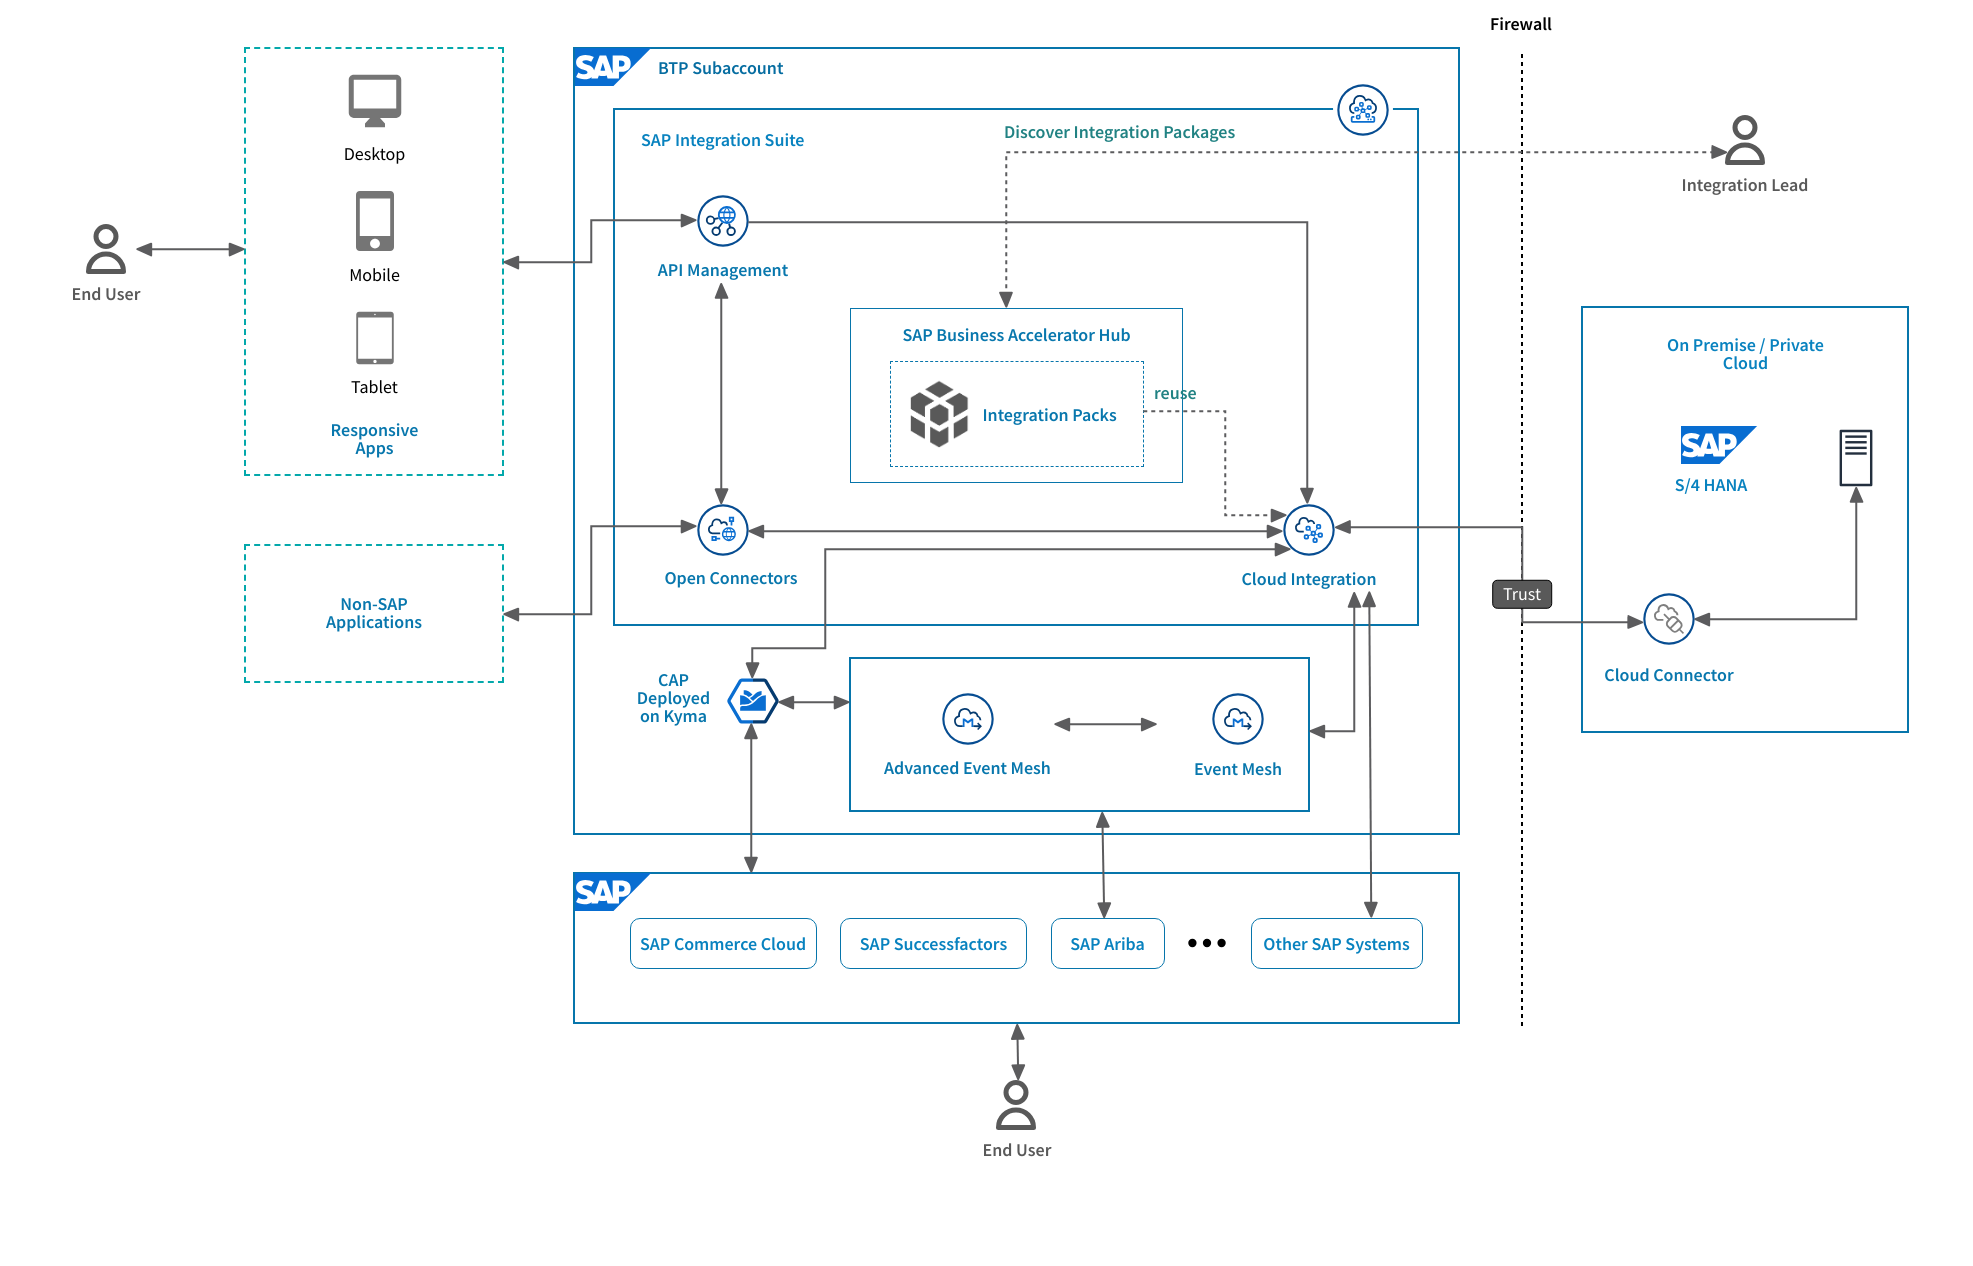 Firewall
SAP
BTP Subaccount
SAP Integration Suite
Discover Integration Packages
Integration Lead
Desktop
Mobile
Tablet
Responsive
Apps
End User
API Management
SAP Business Accelerator Hub
Integration Packs
reuse
On Premise / Private
Cloud
SAP
S/4 HANA
Open Connectors
Cloud Integration
Trust
Non-SAP
Applications
Cloud Connector
CAP
Deployed
on Kyma
Advanced Event Mesh
Event Mesh
SAP
SAP Commerce Cloud
SAP Successfactors
SAP Ariba
•••
Other SAP Systems
End User